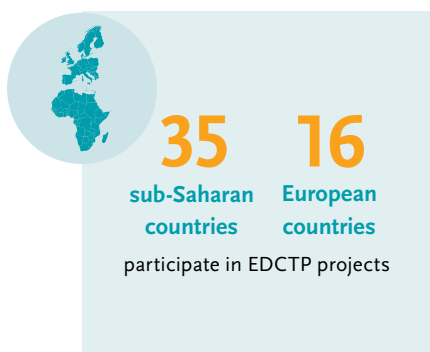 35 16
sub-Saharan European
countries countries
participate in EDCTP projects